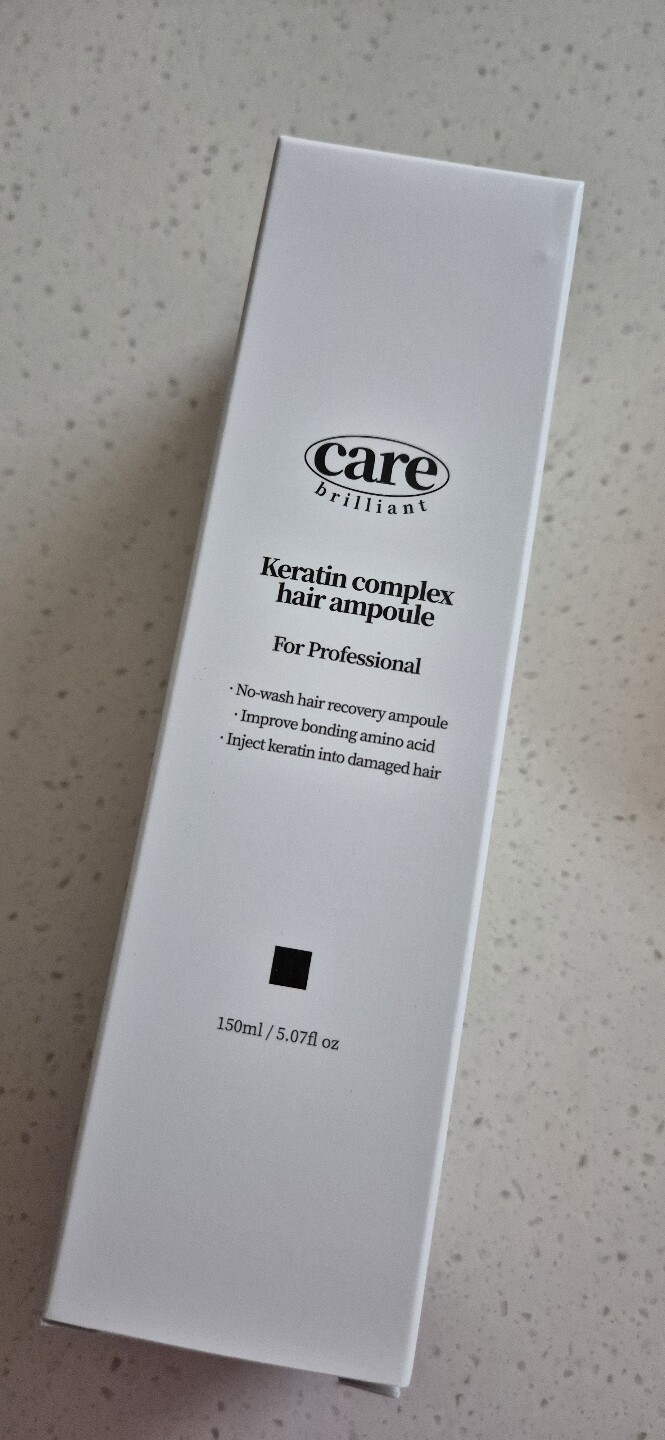 care
brilliant
Keratin complex
hair ampoule
For Professional
· No-wash hair recovery ampoule
· Improve bonding amino acid
· Inject keratin into damaged hair
150ml / 5.07fl oz